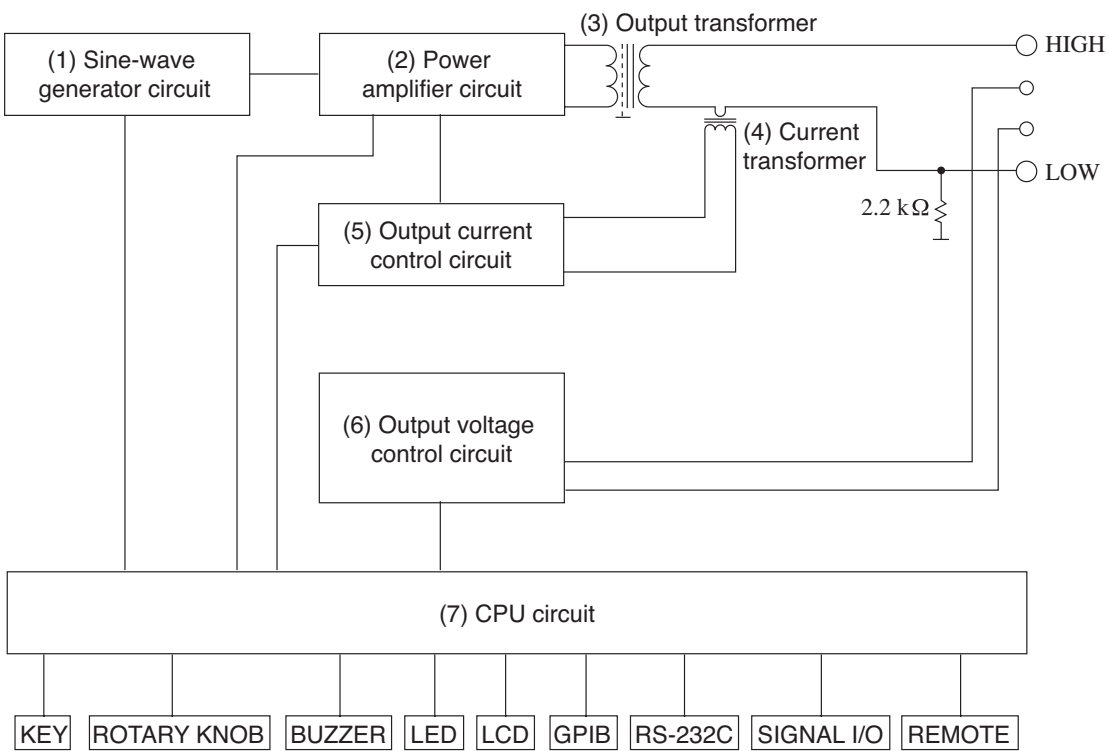 (3) Output transformer
(1) Sine-wave
generator circuit
(2) Power
amplifier circuit
HIGH
(4) Current
transformer
LOW
2.2 kΩ
(5) Output current
control circuit
(6) Output voltage
control circuit
(7) CPU circuit
KEY
ROTARY KNOB
BUZZER
LED
LCD
GPIB
RS-232C
SIGNAL I/O
REMOTE